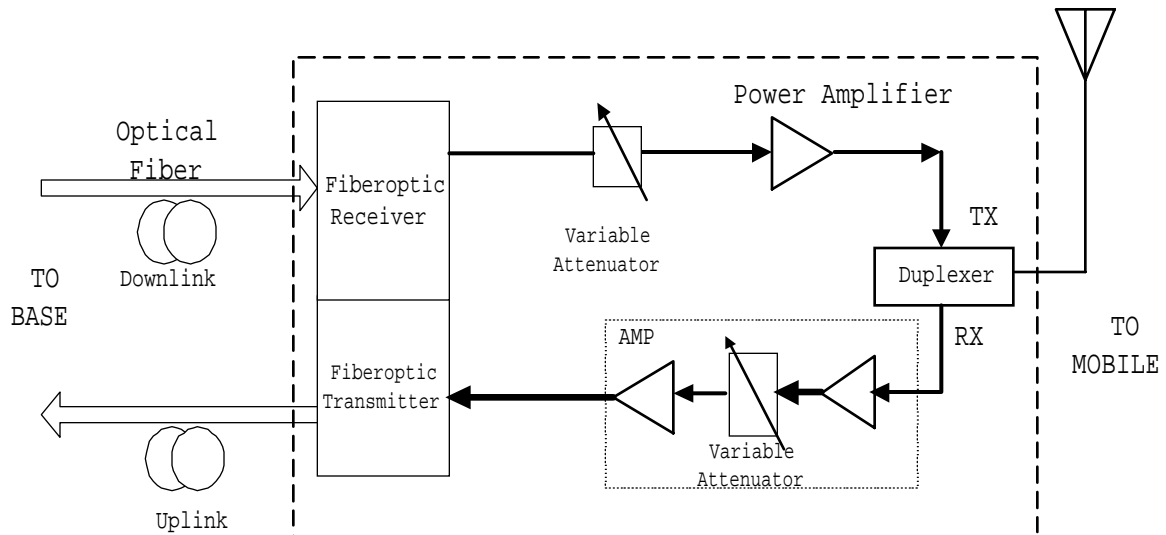 Optical
Fiber
Downlink
TO
BASE
Uplink
Fiberoptic
Receiver
Fiberoptic
Transmitter
Variable
Attenuator
Power Amplifier
TX
Duplexer
RX
AMP
Variable
Attenuator
TO
MOBILE